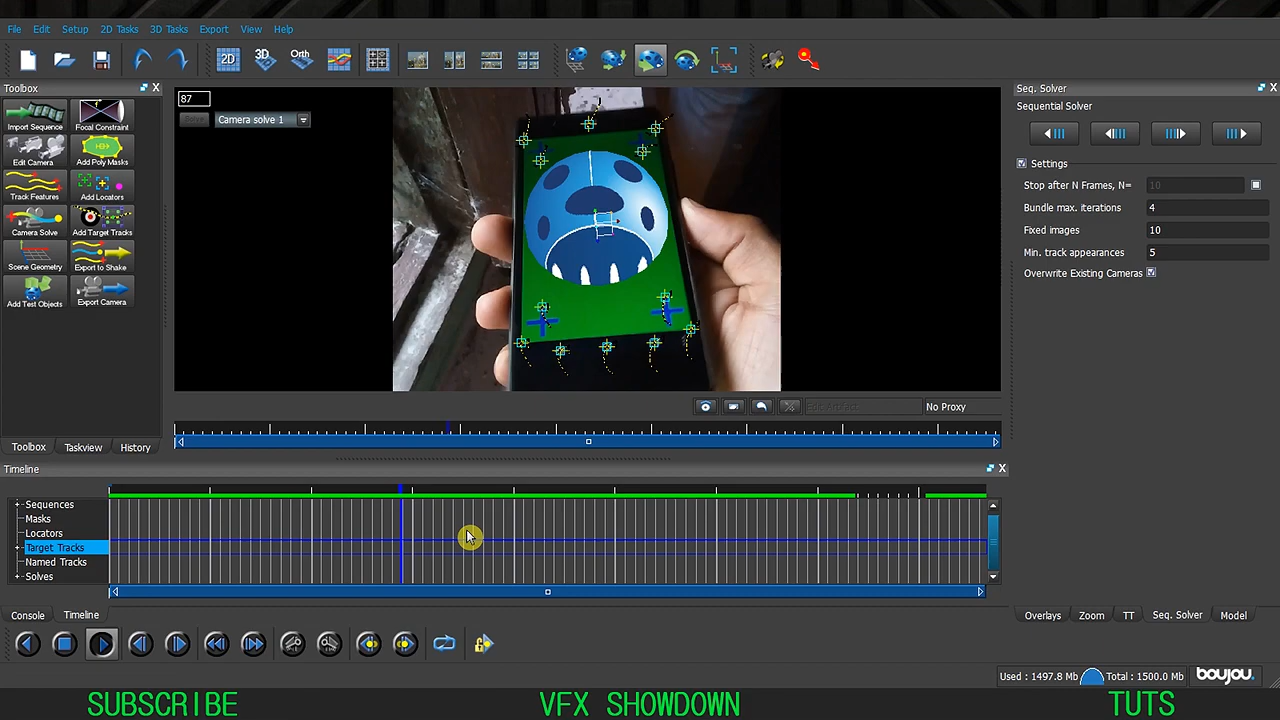 File Edit Setup 2D Tasks 3D Tasks Export View Help
2D 3D Orth
Toolbox
Import Sequence Focal Constraint
Edit Camera Add Poly Masks
Track Features Add Locators
Camera Solve Add Target Tracks
Scene Geometry Export to Shake
Add Test Objects Export Camera
Toolbox Taskview History
87
Solve Camera solve 1
Edit Artifact No Proxy
Seq. Solver
Sequential Solver
Settings
Stop after N Frames, N= 10
Bundle max. iterations 4
Fixed images 10
Min. track appearances 5
Overwrite Existing Cameras
Timeline
Sequences
Masks
Locators
Target Tracks
Named Tracks
Solves
Console Timeline
Overlays Zoom TT Seq. Solver Model
Used : 1497.8 Mb Total : 1500.0 Mb boujou.
SUBSCRIBE VFX SHOWDOWN TUTS